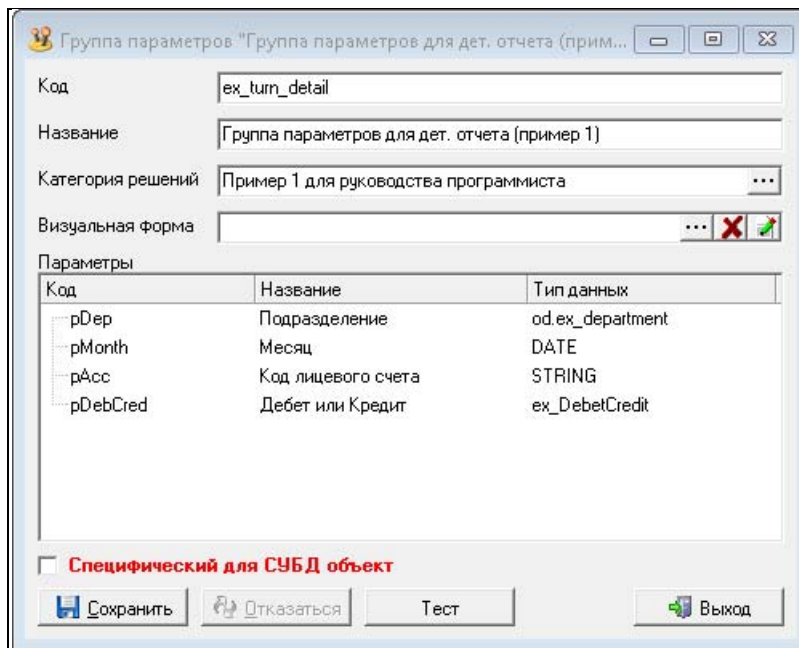 Группа параметров "Группа параметров для дет. отчета (прим...
Код ex_turn_detail
Название Группа параметров для дет. отчета (пример 1)
Категория решений Пример 1 для руководства программиста ...
Визуальная форма ...
Параметры
Код Название Тип данных
pDep Подразделение od.ex_department
pMonth Месяц DATE
pAcc Код лицевого счета STRING
pDebCred Дебет или Кредит ex_DebetCredit
Специфический для СУБД объект
Сохранить Отказаться Тест Выход